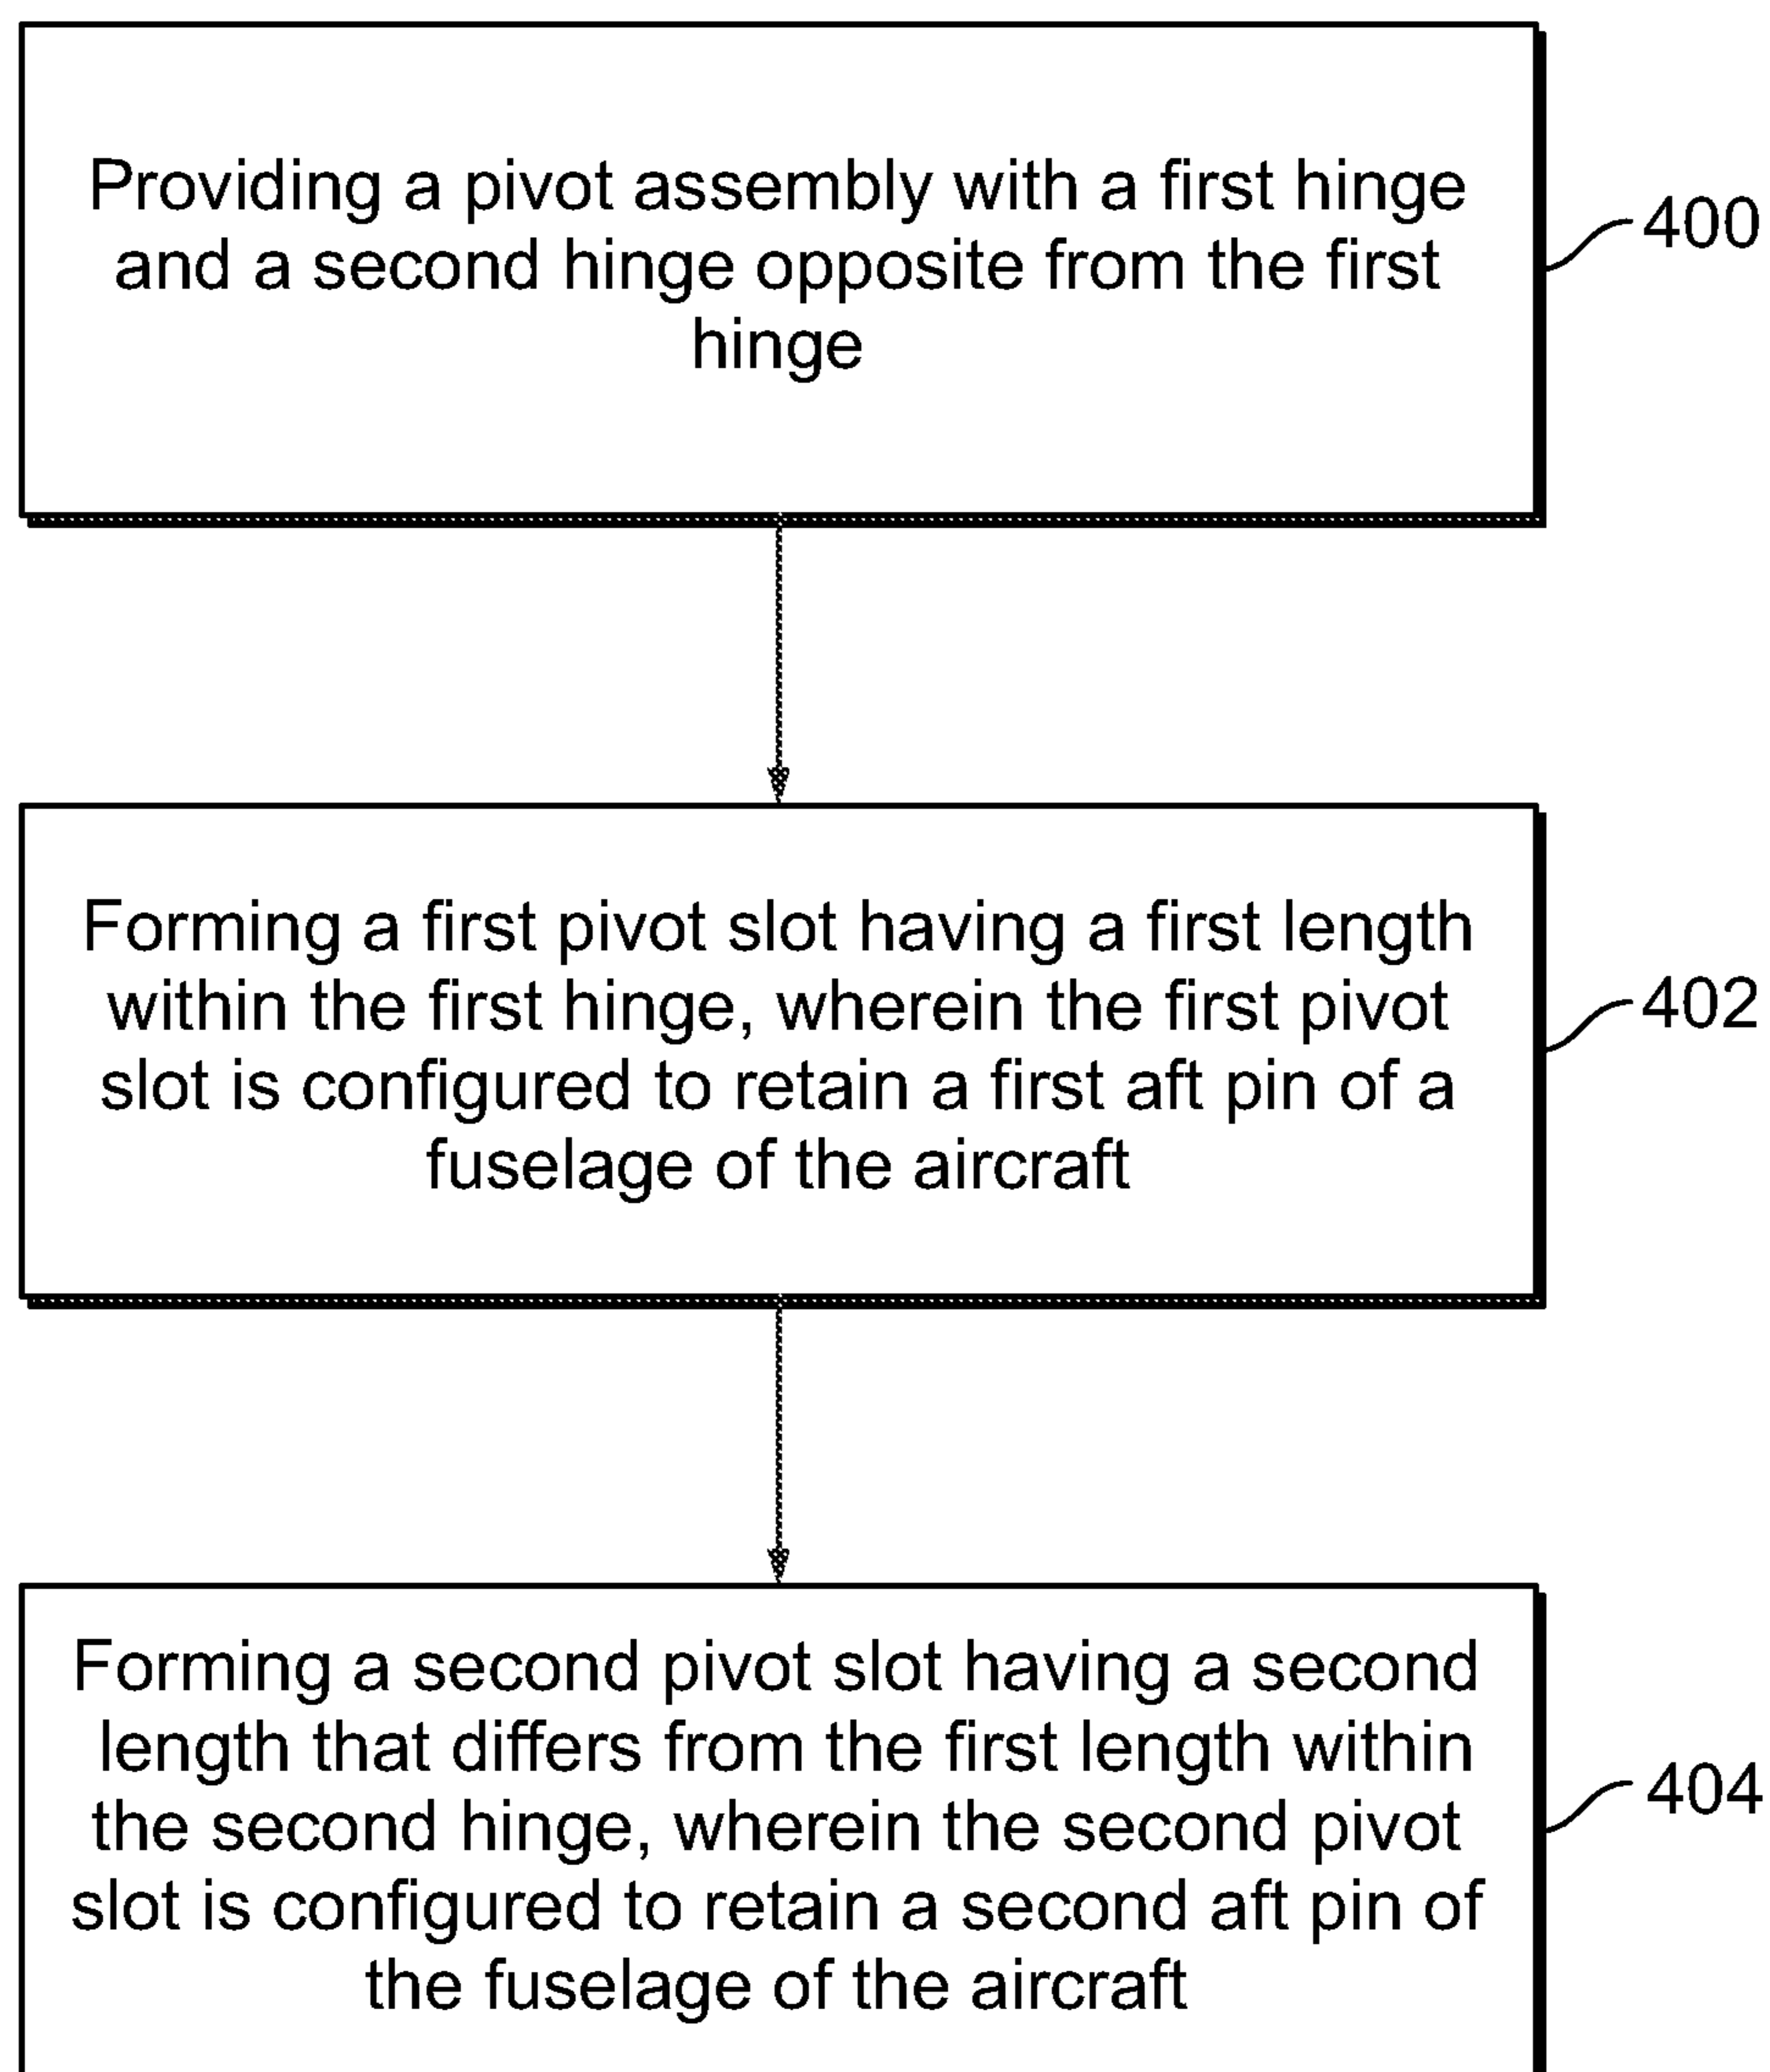 Providing a pivot assembly with a first hinge
and a second hinge opposite from the first
hinge
400
Forming a first pivot slot having a first length
within the first hinge, wherein the first pivot
slot is configured to retain a first aft pin of a
fuselage of the aircraft
402
Forming a second pivot slot having a second
length that differs from the first length within
the second hinge, wherein the second pivot
slot is configured to retain a second aft pin of
the fuselage of the aircraft
404